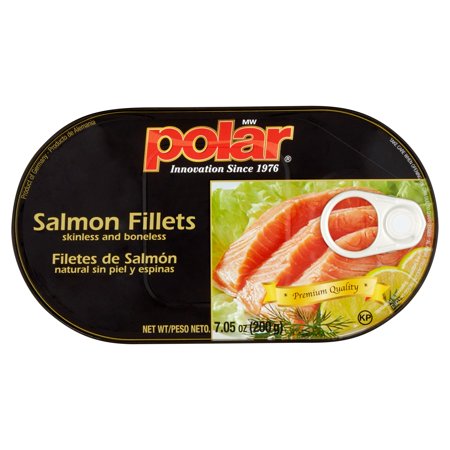 MW
polar®
Innovation Since 1976
Product of Germany · Producto de Alemania
Salmon Fillets
skinless and boneless
Filetes de Salmón
natural sin piel y espinas
Premium Quality
NET WT/PESO NETO. 7.05 OZ (200 g)
KP